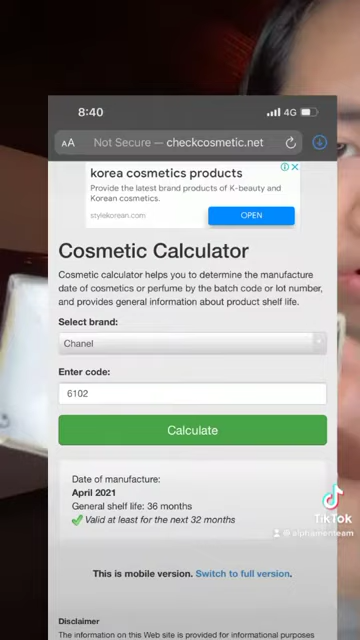 8:40
4G
AA
Not Secure — checkcosmetic.net
korea cosmetics products
Provide the latest brand products of K-beauty and
Korean cosmetics.
stylekorean.com
OPEN
Cosmetic Calculator
Cosmetic calculator helps you to determine the manufacture
date of cosmetics or perfume by the batch code or lot number,
and provides general information about product shelf life.
Select brand:
Chanel
Enter code:
6102
Calculate
Date of manufacture:
April 2021
General shelf life: 36 months
Valid at least for the next 32 months
TikTok
@alphamerteam
This is mobile version. Switch to full version.
Disclaimer
The information on this Web site is provided for informational purposes